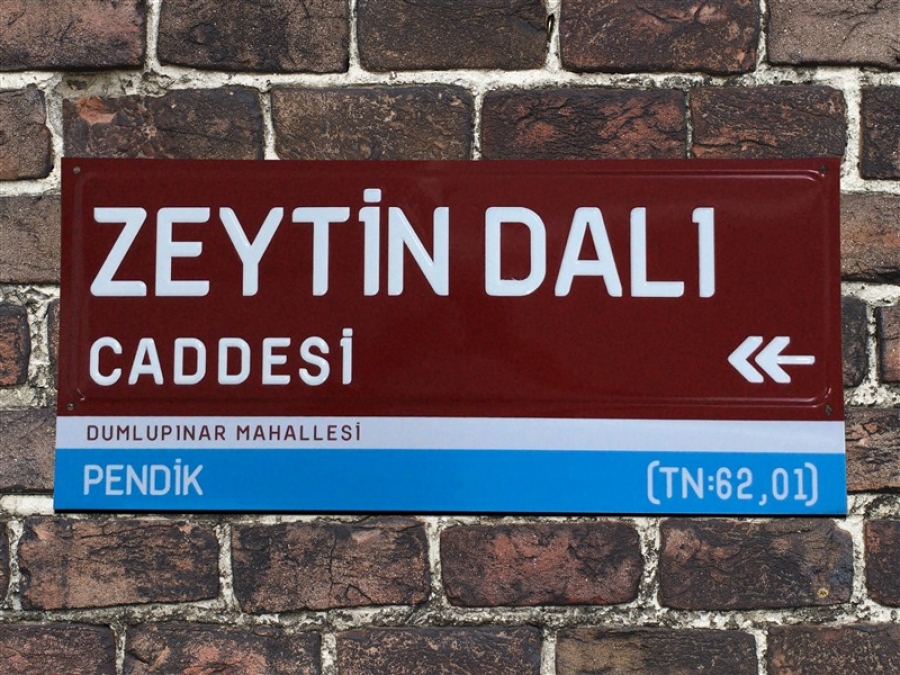 ZEYTİN DALI
CADDESİ
DUMLUPINAR MAHALLESİ
PENDİK (TN:62,01)